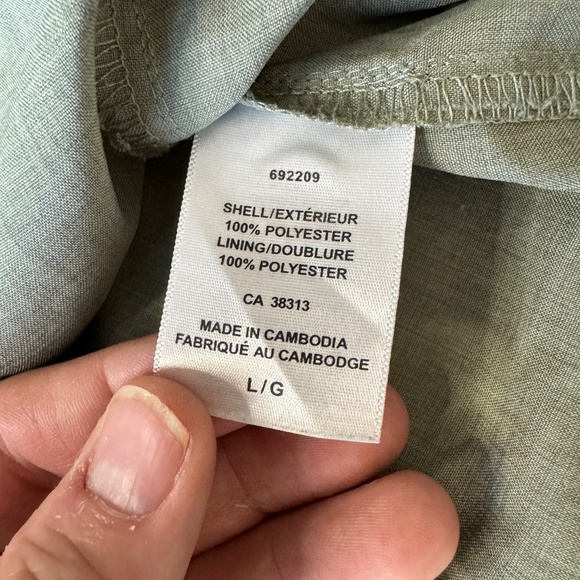 692209
SHELL/EXTÉRIEUR
100% POLYESTER
LINING/DOUBLURE
100% POLYESTER
CA 38313
MADE IN CAMBODIA
FABRIQUÉ AU CAMBODGE
L/G